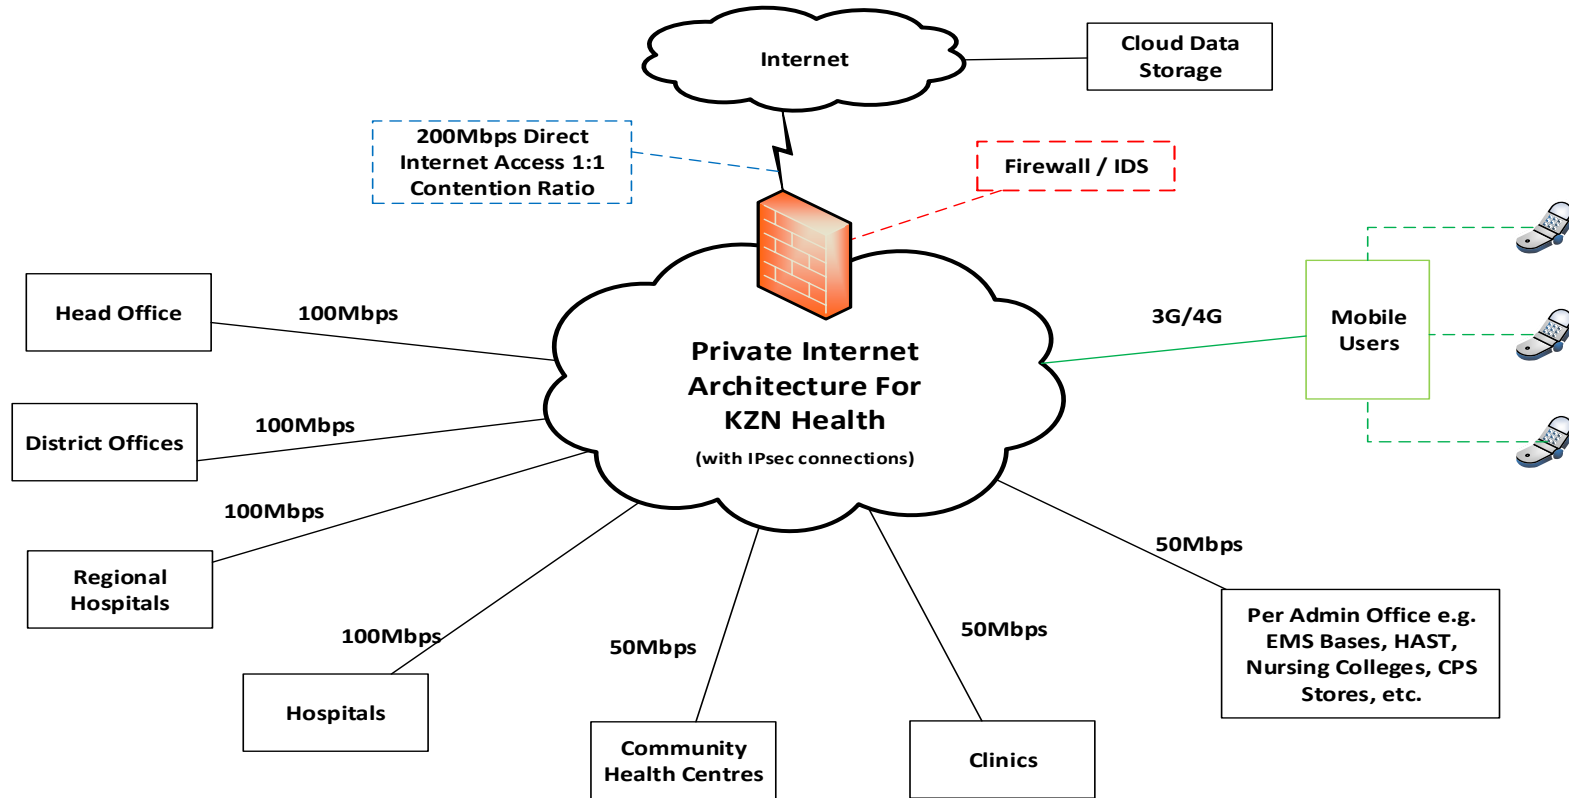 Internet
Cloud Data
Storage
200Mbps Direct
Internet Access 1:1
Contention Ratio
Firewall / IDS
Head Office
100Mbps
3G/4G
Mobile
Users
Private Internet
Architecture For
KZN Health
(with IPsec connections)
District Offices
100Mbps
100Mbps
Regional
Hospitals
100Mbps
Hospitals
50Mbps
Community
Health Centres
50Mbps
Clinics
50Mbps
Per Admin Office e.g.
EMS Bases, HAST,
Nursing Colleges, CPS
Stores, etc.